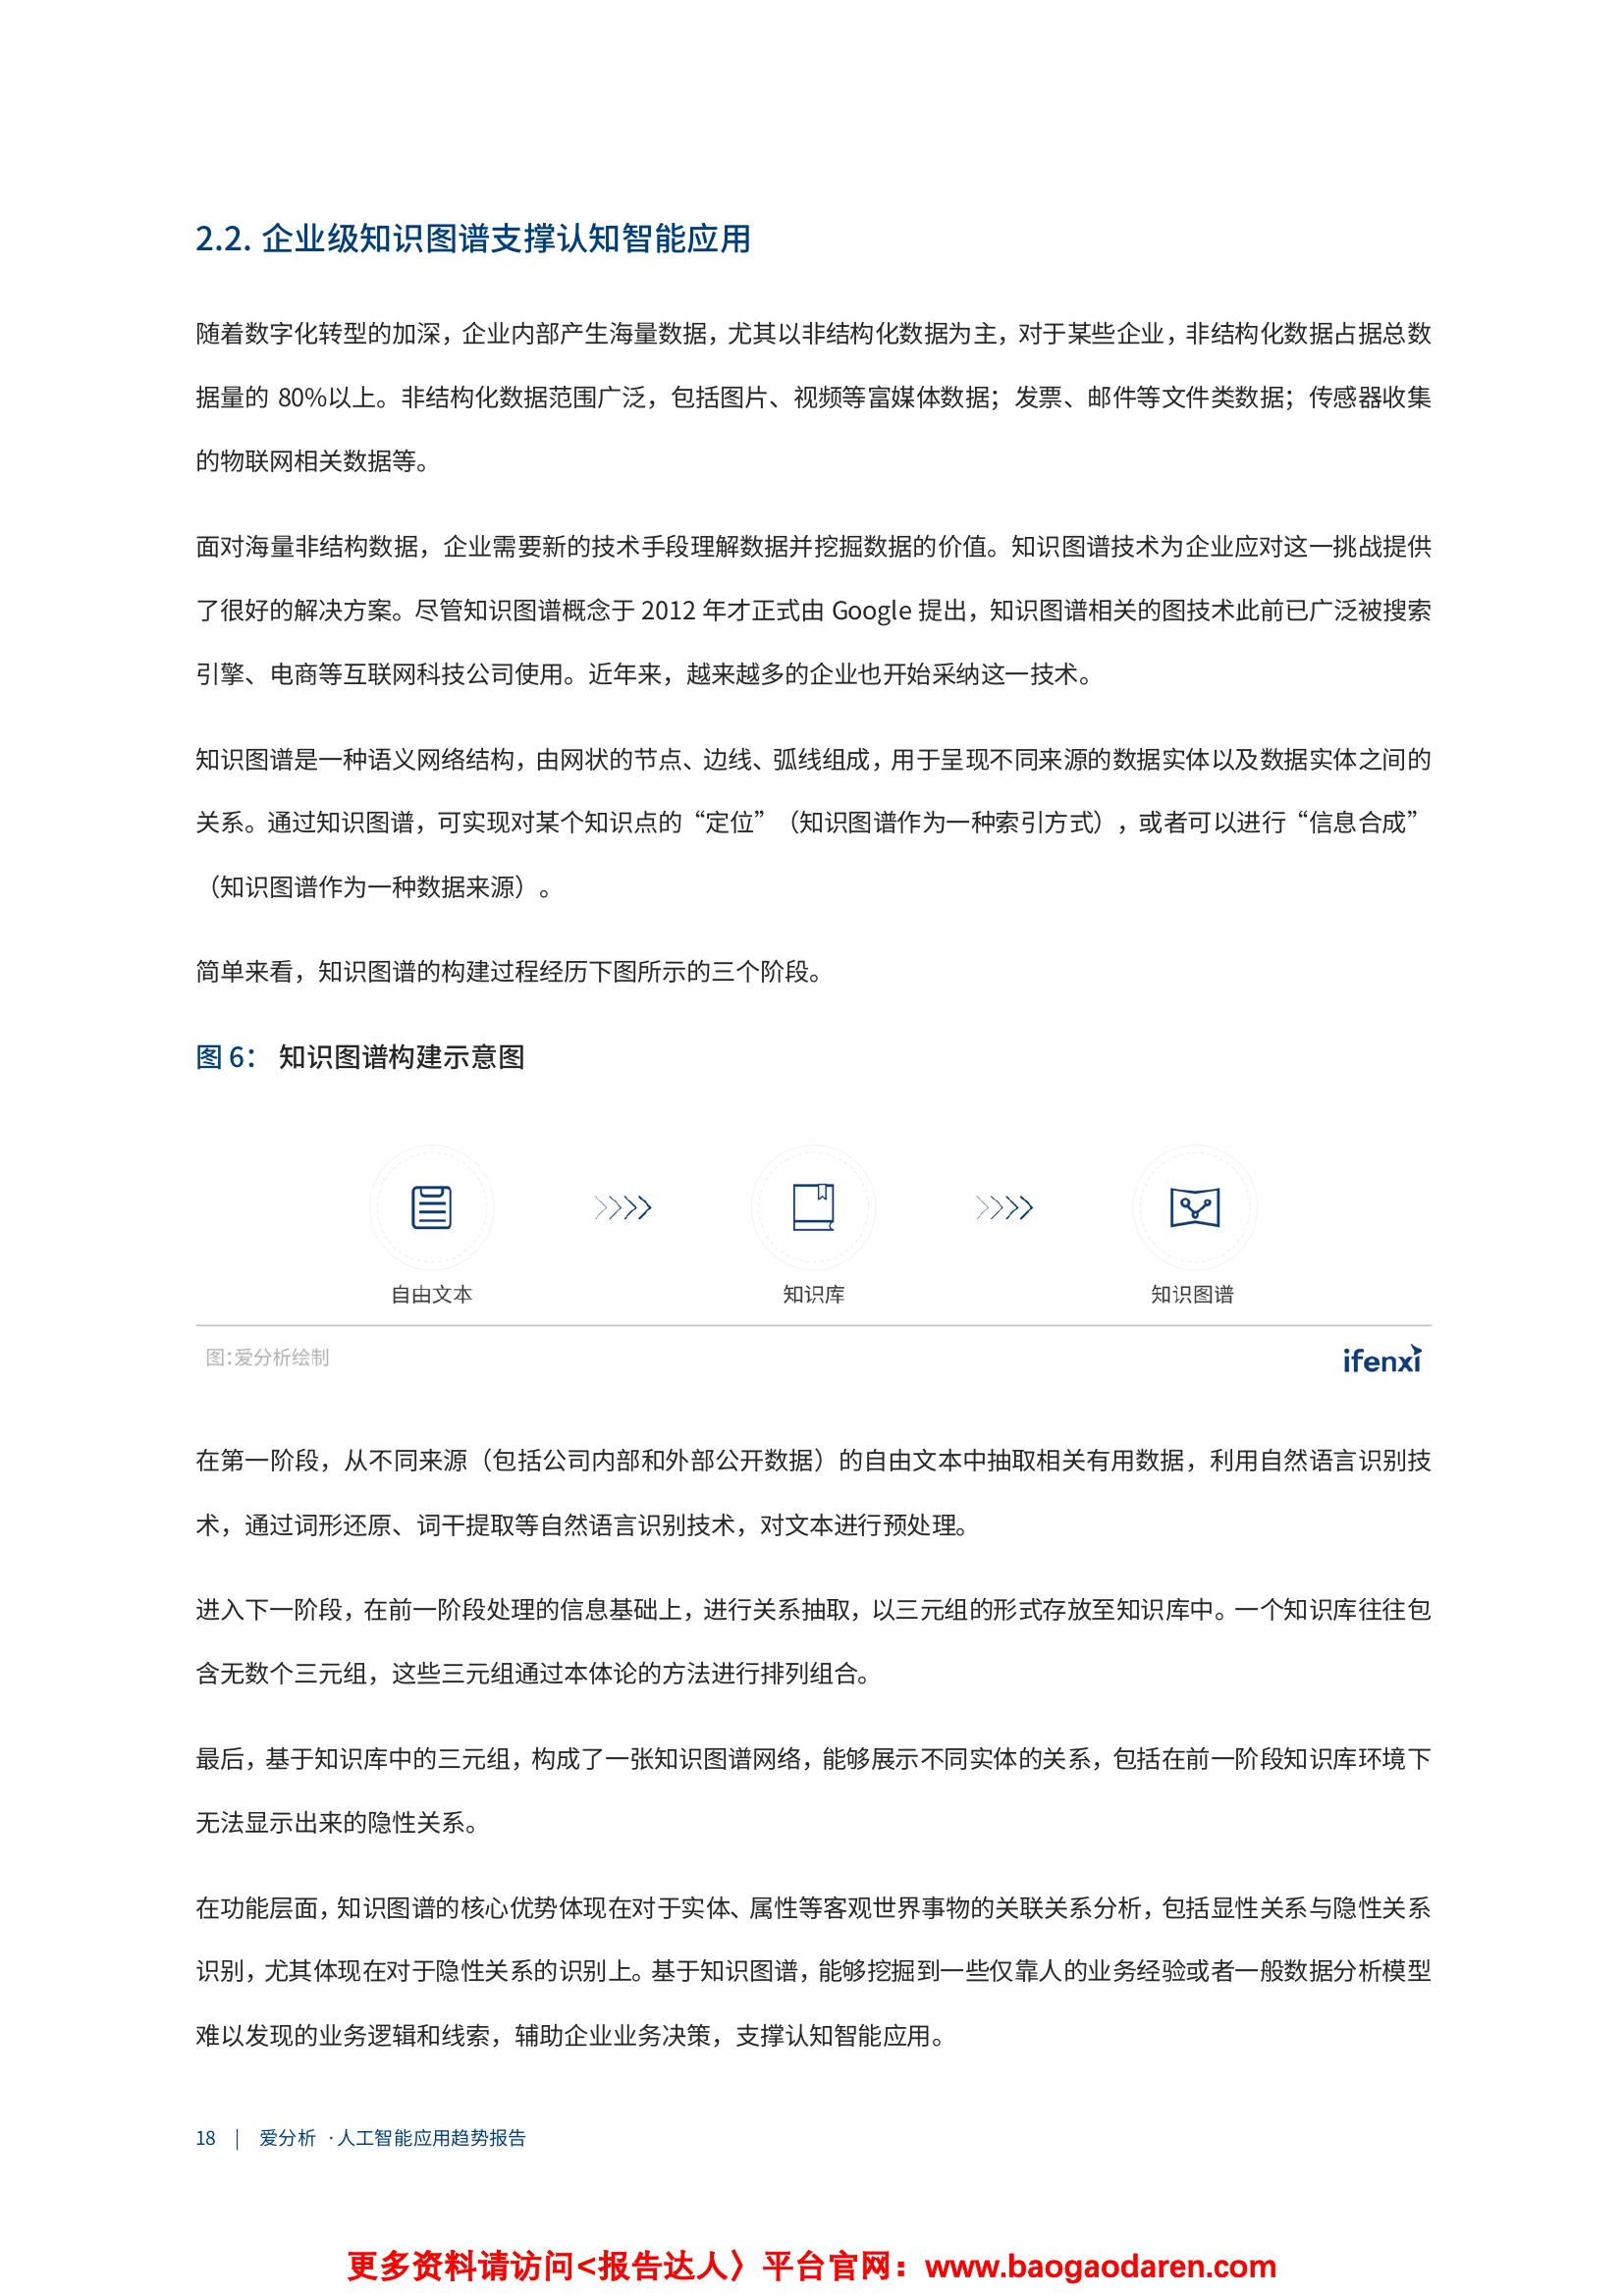 2.2. 企业级知识图谱支撑认知智能应用
随着数字化转型的加深，企业内部产生海量数据，尤其以非结构化数据为主，对于某些企业，非结构化数据占据总数
据量的 80%以上。非结构化数据范围广泛，包括图片、视频等富媒体数据；发票、邮件等文件类数据；传感器收集
的物联网相关数据等。
面对海量非结构数据，企业需要新的技术手段理解数据并挖掘数据的价值。知识图谱技术为企业应对这一挑战提供
了很好的解决方案。尽管知识图谱概念于 2012 年才正式由 Google 提出，知识图谱相关的图技术此前已广泛被搜索
引擎、电商等互联网科技公司使用。近年来，越来越多的企业也开始采纳这一技术。
知识图谱是一种语义网络结构，由网状的节点、边线、弧线组成，用于呈现不同来源的数据实体以及数据实体之间的
关系。通过知识图谱，可实现对某个知识点的“定位”（知识图谱作为一种索引方式），或者可以进行“信息合成”
（知识图谱作为一种数据来源）。
简单来看，知识图谱的构建过程经历下图所示的三个阶段。
图 6： 知识图谱构建示意图
自由文本 知识库 知识图谱
图：爱分析绘制 ifenxi
在第一阶段，从不同来源（包括公司内部和外部公开数据）的自由文本中抽取相关有用数据，利用自然语言识别技
术，通过词形还原、词干提取等自然语言识别技术，对文本进行预处理。
进入下一阶段，在前一阶段处理的信息基础上，进行关系抽取，以三元组的形式存放至知识库中。一个知识库往往包
含无数个三元组，这些三元组通过本体论的方法进行排列组合。
最后，基于知识库中的三元组，构成了一张知识图谱网络，能够展示不同实体的关系，包括在前一阶段知识库环境下
无法显示出来的隐性关系。
在功能层面，知识图谱的核心优势体现在对于实体、属性等客观世界事物的关联关系分析，包括显性关系与隐性关系
识别，尤其体现在对于隐性关系的识别上。基于知识图谱，能够挖掘到一些仅靠人的业务经验或者一般数据分析模型
难以发现的业务逻辑和线索，辅助企业业务决策，支撑认知智能应用。
18 | 爱分析 ·人工智能应用趋势报告
更多资料请访问<报告达人〉平台官网：www.baogaodaren.com